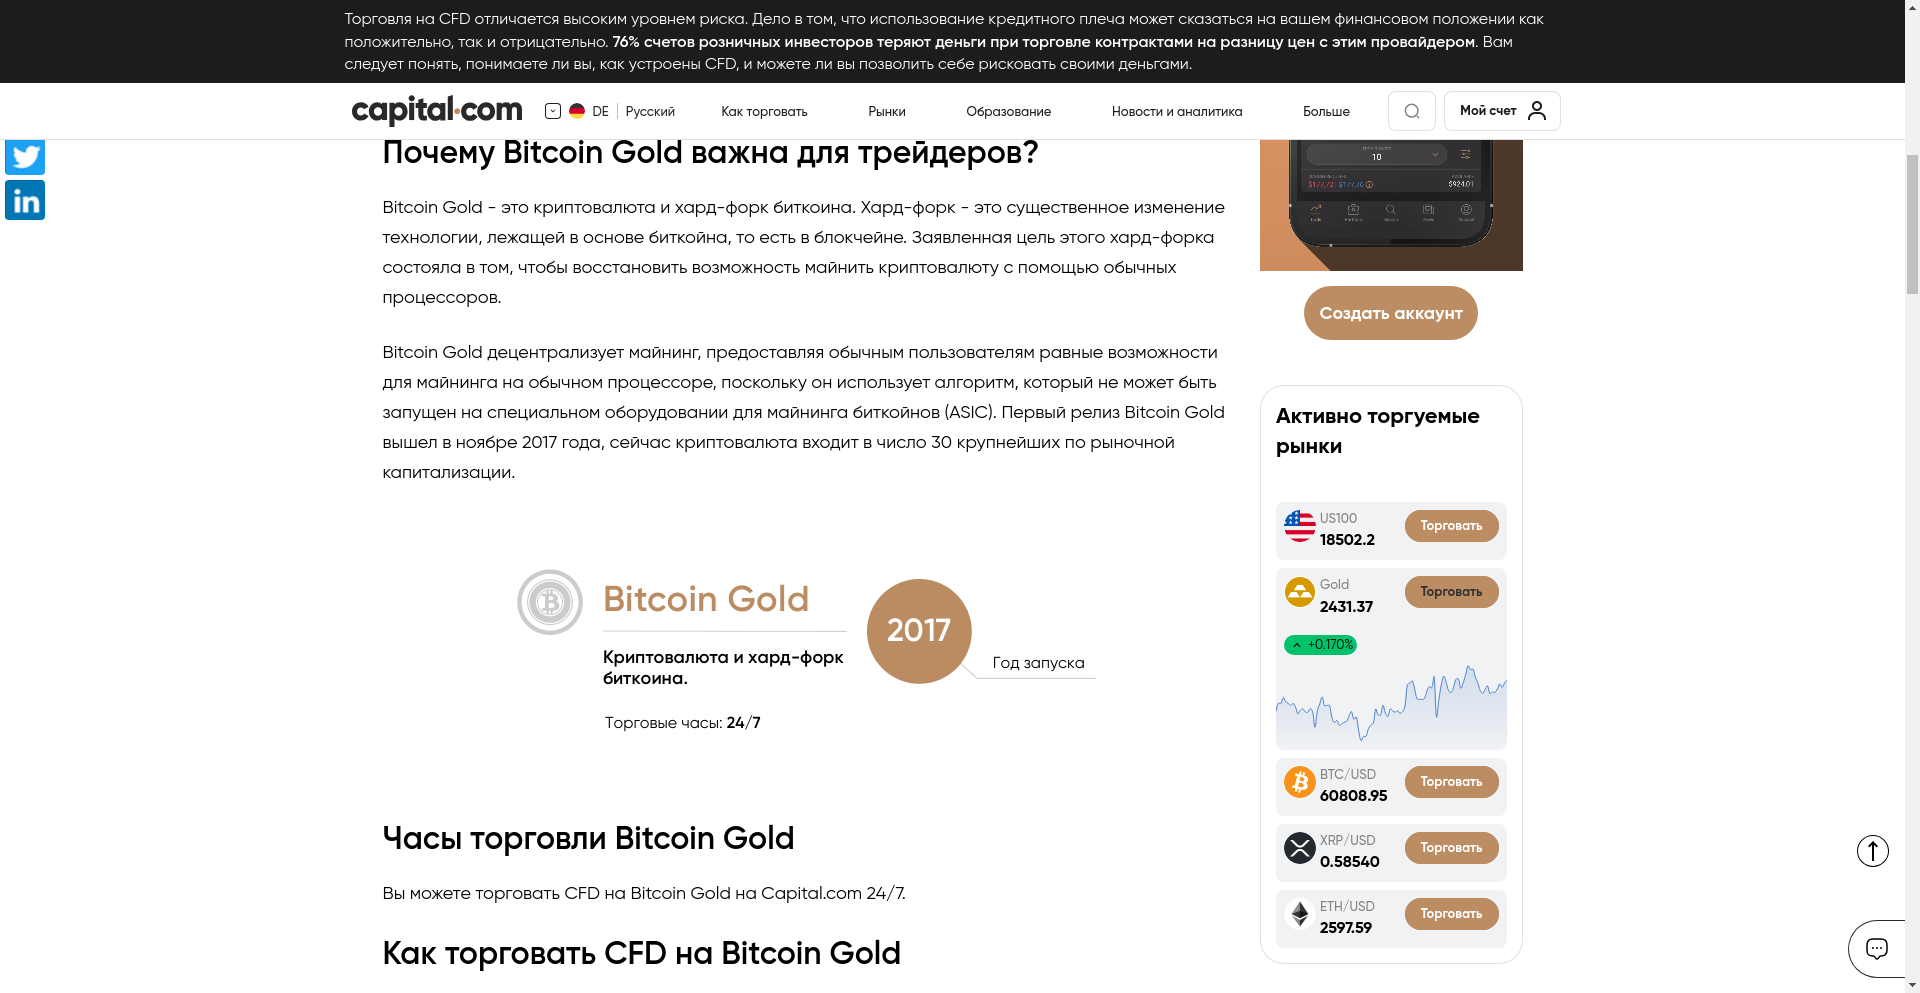 Торговля на CFD отличается высоким уровнем риска. Дело в том, что использование кредитного плеча может сказаться на вашем финансовом положении как
положительно, так и отрицательно. 76% счетов розничных инвесторов теряют деньги при торговле контрактами на разницу цен с этим провайдером. Вам
следует понять, понимаете ли вы, как устроены CFD, и можете ли вы позволить себе рисковать своими деньгами.
capital.com
DE
Русский
Как торговать
Рынки
Образование
Новости и аналитика
Больше
Мой счет
in
Почему Bitcoin Gold важна для трейдеров?
Bitcoin Gold - это криптовалюта и хард-форк биткоина. Хард-форк - это существенное изменение
технологии, лежащей в основе биткойна, то есть в блокчейне. Заявленная цель этого хард-форка
состояла в том, чтобы восстановить возможность майнить криптовалюту с помощью обычных
процессоров.
Bitcoin Gold децентрализует майнинг, предоставляя обычным пользователям равные возможности
для майнинга на обычном процессоре, поскольку он использует алгоритм, который не может быть
запущен на специальном оборудовании для майнинга биткойнов (ASIC). Первый релиз Bitcoin Gold
вышел в ноябре 2017 года, сейчас криптовалюта входит в число 30 крупнейших по рыночной
капитализации.
Bitcoin Gold
Криптовалюта и хард-форк
биткоина.
Торговые часы: 24/7
2017
Год запуска
Часы торговли Bitcoin Gold
Вы можете торговать CFD на Bitcoin Gold на Capital.com 24/7.
Как торговать CFD на Bitcoin Gold
10
$177,72
$177,76
$924,01
Создать аккаунт
Активно торгуемые
рынки
US100
18502.2
Торговать
Gold
2431.37
Торговать
+0.170%
BTC/USD
60808.95
Торговать
XRP/USD
0.58540
Торговать
ETH/USD
2597.59
Торговать